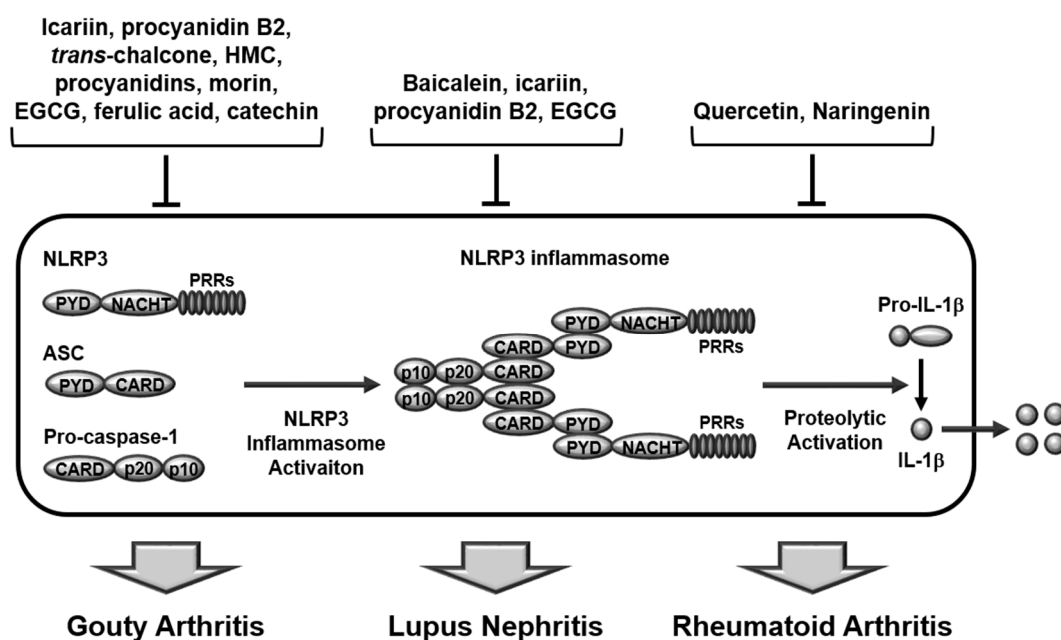 Icariin, procyanidin B2,
trans-chalcone, HMC,
procyanidins, morin,
EGCG, ferulic acid, catechin
Baicalein, icariin,
procyanidin B2, EGCG
Quercetin, Naringenin
NLRP3
PRRs
PYD NACHT
ASC
PYD CARD
Pro-caspase-1
CARD p20 p10
NLRP3
Inflammasome
Activaiton
NLRP3 inflammasome
PYD NACHT
PRRs
CARD PYD
p10 p20 CARD
p10 p20 CARD
CARD PYD
PRRs
PYD NACHT
Proteolytic
Activation
Pro-IL-1β
IL-1β
Gouty Arthritis
Lupus Nephritis
Rheumatoid Arthritis